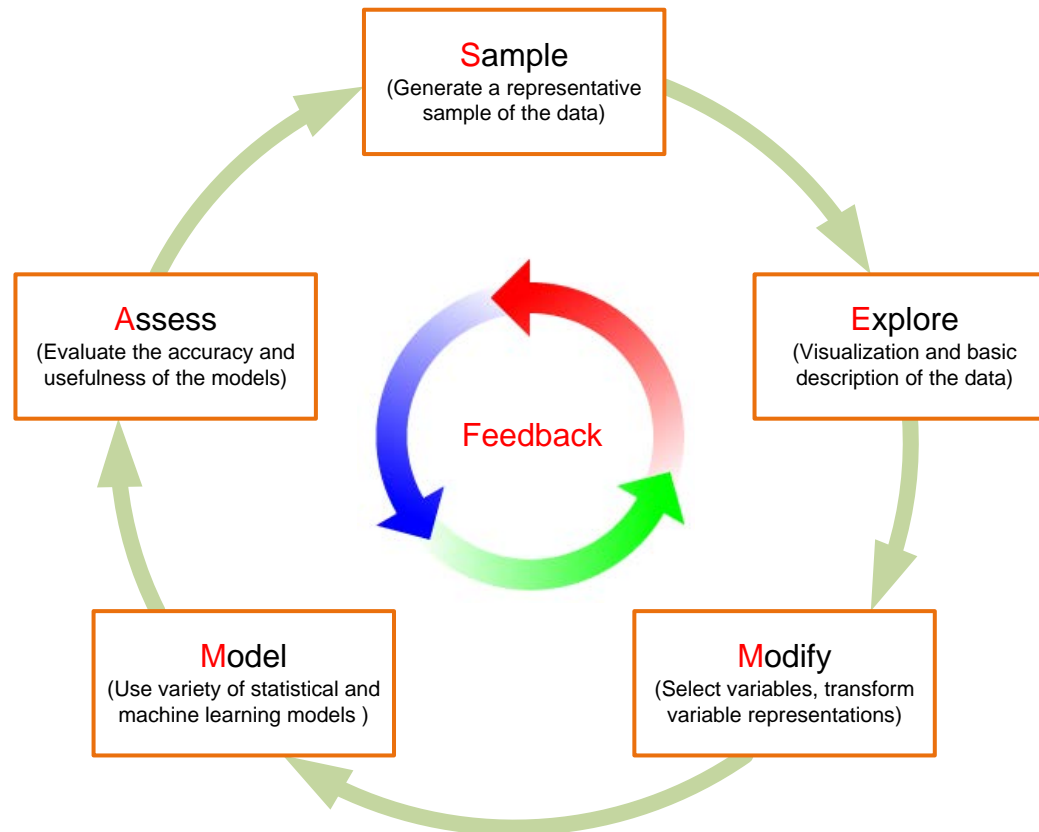 Sample
(Generate a representative
sample of the data)
Explore
(Visualization and basic
description of the data)
Modify
(Select variables, transform
variable representations)
Model
(Use variety of statistical and
machine learning models )
Assess
(Evaluate the accuracy and
usefulness of the models)
Feedback